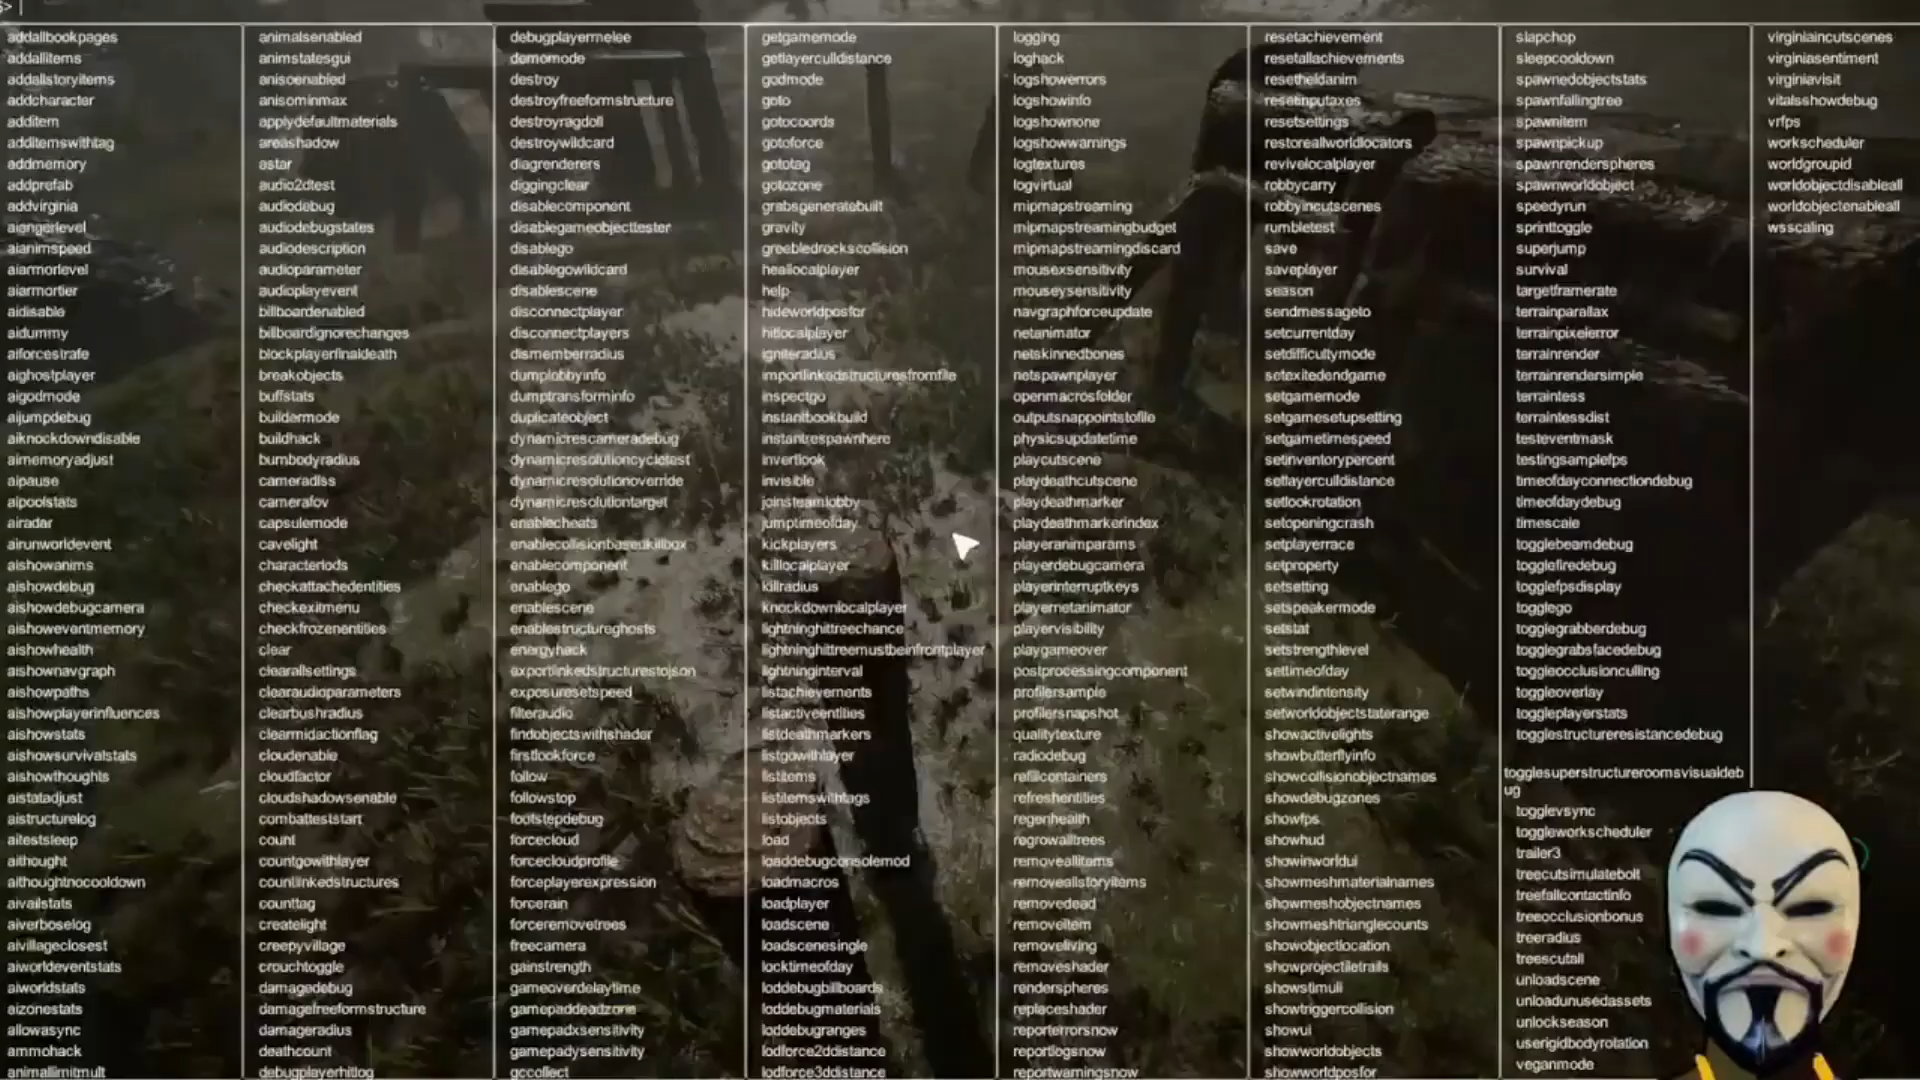 $>
addallbookpages
addallitems
addallstoryitems
addcharacter
additem
additemswithtag
addmemory
addprefab
addvirginia
aiangerlevel
aianimspeed
aiarmorlevel
aiarmortier
aidisable
aidummy
aiforcestrafe
aighostplayer
aigodmode
aijumpdebug
aiknockdowndisable
aimemoryadjust
aipause
aipoolstats
airadar
airunworldevent
aishowanims
aishowdebug
aishowdebugcamera
aishoweventmemory
aishowhealth
aishownavgraph
aishowpaths
aishowplayerinfluences
aishowstats
aishowsurvivalstats
aishowthoughts
aistatadjust
aistructurelog
aitestsleep
aithought
aithoughtnocooldown
aivailstats
aiverboselog
aivillageclosest
aiworldeventstats
aiworldstats
aizonestats
allowasync
ammohack
animallimitmult
animalsenabled
animstatesgui
anisoenabled
anisominmax
applydefaultmaterials
areashadow
astar
audio2dtest
audiodebug
audiodebugstates
audiodescription
audioparameter
audioplayevent
billboardenabled
billboardignorechanges
blockplayerfinaldeath
breakobjects
buffstats
buildermode
buildhack
burnbodyradius
cameradiss
camerafov
capsulemode
cavelight
characterlods
checkattachedentities
checkexitmenu
checkfrozenentities
clear
clearallsettings
clearaudioparameters
clearbushradius
clearmidactionflag
cloudenable
cloudfactor
cloudshadowsenable
combatteststart
count
countgowithlayer
countlinkedstructures
counttag
createlight
creepyvillage
crouchtoggle
damagedebug
damagefreeformstructure
damageradius
deathcount
debugplayerhitlog
debugplayermelee
demomode
destroy
destroyfreeformstructure
destroyragdoll
destroywildcard
diagrenderers
diggingclear
disablecomponent
disablegameobjecttester
disablego
disablegowildcard
disablescene
disconnectplayer
disconnectplayers
dismemberradius
dumplobbyinfo
dumptransforminfo
duplicateobject
dynamicrescameradebug
dynamicresolutioncycletest
dynamicresolutionoverride
dynamicresolutiontarget
enablecheats
enablecollisionbasedkillbox
enablecomponent
enablego
enablescene
enablestructureghosts
energyhack
exportlinkedstructurestojson
exposuresetspeed
filteraudio
findobjectswithshader
firstlookforce
follow
followstop
footstepdebug
forcecloud
forcecloudprofile
forceplayerexpression
forcerain
forceremovetrees
freecamera
gainstrength
gameoverdelaytime
gamepaddeadzone
gamepadxsensitivity
gamepadysensitivity
gccollect
getgamemode
getlayerculldistance
godmode
goto
gotocoords
gotoforce
gototag
gotozone
grabsgeneratebuilt
gravity
greebledrockscollision
heallocalplayer
help
hideworldposfor
hitlocalplayer
igniteradius
importlinkedstructuresfromfile
inspectgo
instantbookbuild
instantrespawnhere
invertlook
invisible
joinsteamlobby
jumptimeofday
kickplayers
killlocalplayer
killradius
knockdownlocalplayer
lightninghittreechance
lightninghittreemustbeinfrontplayer
lightninginterval
listachievements
listactiveentities
listdeathmarkers
listgowithlayer
listitems
listitemswithtags
listobjects
load
loaddebugconsolemod
loadmacros
loadplayer
loadscene
loadscenesingle
locktimeofday
loddebugbillboards
loddebugmaterials
loddebugranges
lodforce2ddistance
lodforce3ddistance
logging
loghack
logshowerrors
logshowinfo
logshownone
logshowwarnings
logtextures
logvirtual
mipmapstreaming
mipmapstreamingbudget
mipmapstreamingdiscard
mousexsensitivity
mouseysensitivity
navgraphforceupdate
netanimator
netskinnedbones
netspawnplayer
openmacrosfolder
outputsnappointstofile
physicsupdatetime
playcutscene
playdeathcutscene
playdeathmarker
playdeathmarkerindex
playeranimparams
playerdebugcamera
playerinterruptkeys
playernetanimator
playervisibility
playgameover
postprocessingcomponent
profilersample
profilersnapshot
qualitytexture
radiodebug
refillcontainers
refreshentities
regenhealth
regrowalltrees
removeallitems
removeallstoryitems
removedead
removeitem
removeliving
removeshader
renderspheres
replaceshader
reporterrorsnow
reportlogsnow
reportwarningsnow
resetachievement
resetallachievements
resetheldanim
resetinputaxes
resetsettings
restoreallworldlocators
revivelocalplayer
robbycarry
robbyincutscenes
rumbletest
save
saveplayer
season
sendmessageto
setcurrentday
setdifficultymode
setexitedendgame
setgamemode
setgamesetupsetting
setgametimespeed
setinventorypercent
setlayerculldistance
setlookrotation
setopeningcrash
setplayerrace
setproperty
setsetting
setspeakermode
setstat
setstrengthlevel
settimeofday
setwindintensity
setworldobjectstaterange
showactivelights
showbutterflyinfo
showcollisionobjectnames
showdebugzones
showfps
showhud
showinworldui
showmeshmaterialnames
showmeshobjectnames
showmeshtrianglecounts
showobjectlocation
showprojectiletrails
showstimuli
showtriggercollision
showui
showworldobjects
showworldposfor
slapchop
sleepcooldown
spawnedobjectstats
spawnfallingtree
spawnitem
spawnpickup
spawnrenderspheres
spawnworldobject
speedyrun
sprinttoggle
superjump
survival
targetframerate
terrainparallax
terrainpixelerror
terrainrender
terrainrendersimple
terraintess
terraintessdist
testeventmask
testingsamplefps
timeofdayconnectiondebug
timeofdaydebug
timescale
togglebeamdebug
togglefiredebug
togglefpsdisplay
togglego
togglegrabberdebug
togglegrabsfacedebug
toggleocclusionculling
toggleoverlay
toggleplayerstats
togglestructureresistancedebug
togglesuperstructureroomsvisualdeb
ug
togglevsync
toggleworkscheduler
trailer3
treecutsimulatebolt
treefallcontactinfo
treeocclusionbonus
treeradius
treescutall
unloadscene
unloadunusedassets
unlockseason
userigidbodyrotation
veganmode
virginiaincutscenes
virginiasentiment
virginiavisit
vitalsshowdebug
vrfps
workscheduler
worldgroupid
worldobjectdisableall
worldobjectenableall
wsscaling